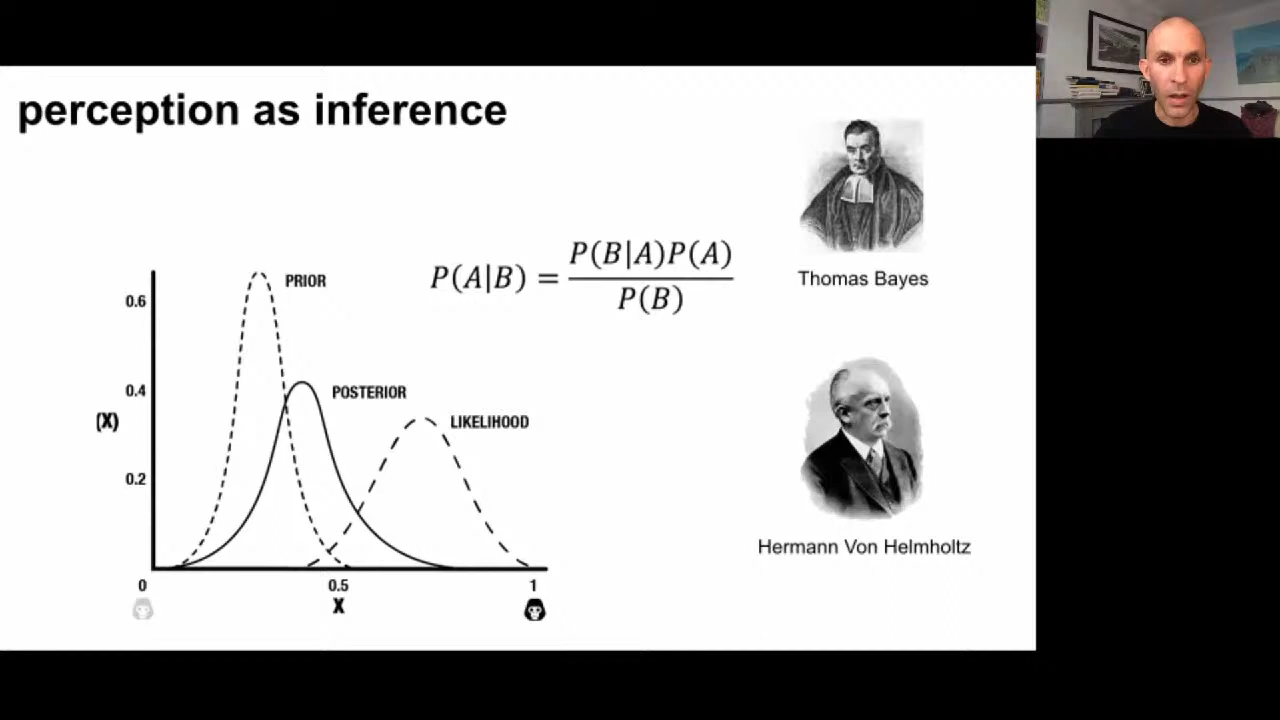 perception as inference
P(A|B) = P(B|A)P(A) / P(B)
Thomas Bayes
PRIOR
0.6
POSTERIOR
0.4
(X)
LIKELIHOOD
0.2
Hermann Von Helmholtz
0 0.5 1
X